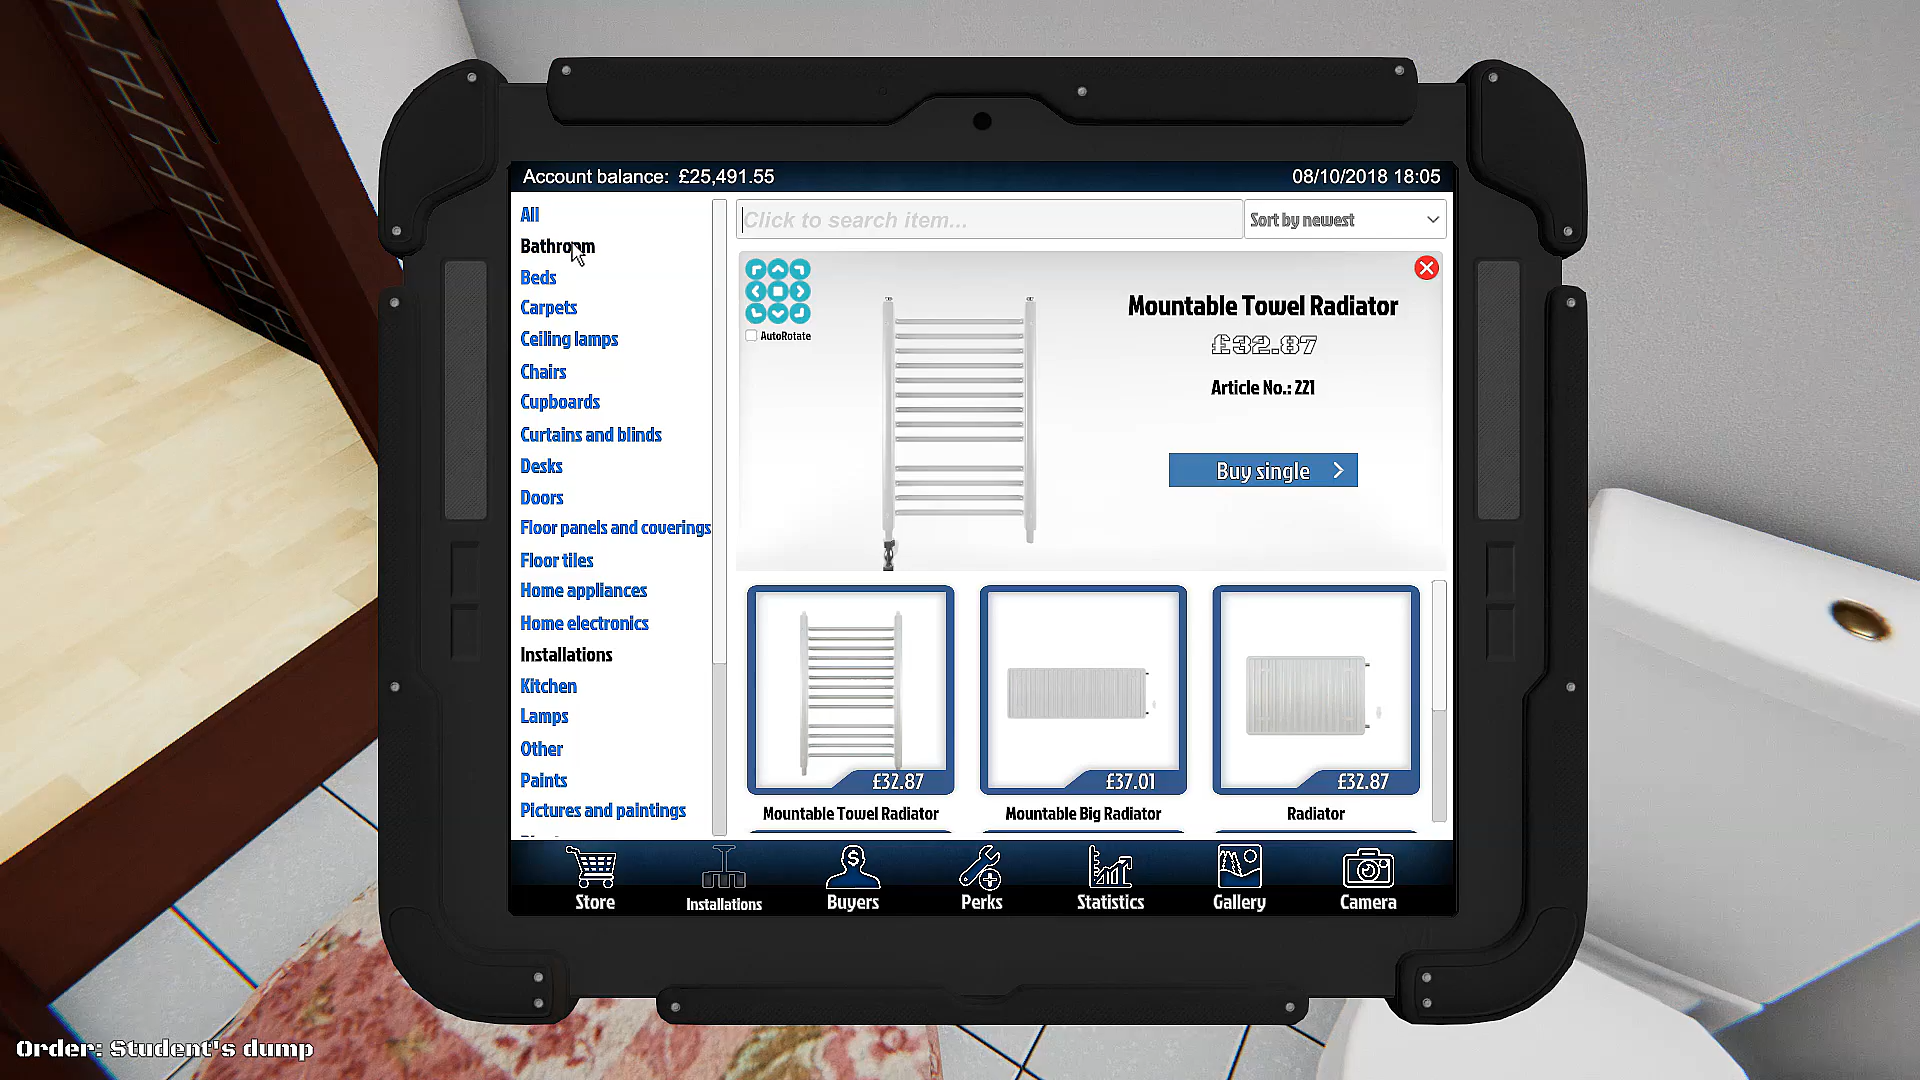 Account balance: £25,491.55
08/10/2018 18:05
All
Bathroom
Beds
Carpets
Ceiling lamps
Chairs
Cupboards
Curtains and blinds
Desks
Doors
Floor panels and coverings
Floor tiles
Home appliances
Home electronics
Installations
Kitchen
Lamps
Other
Paints
Pictures and paintings
Click to search item...
Sort by newest
AutoRotate
Mountable Towel Radiator
£32.87
Article No.: 221
Buy single
£32.87
£37.01
£32.87
Mountable Towel Radiator
Mountable Big Radiator
Radiator
Store
Installations
Buyers
Perks
Statistics
Gallery
Camera
Order: Student's dump